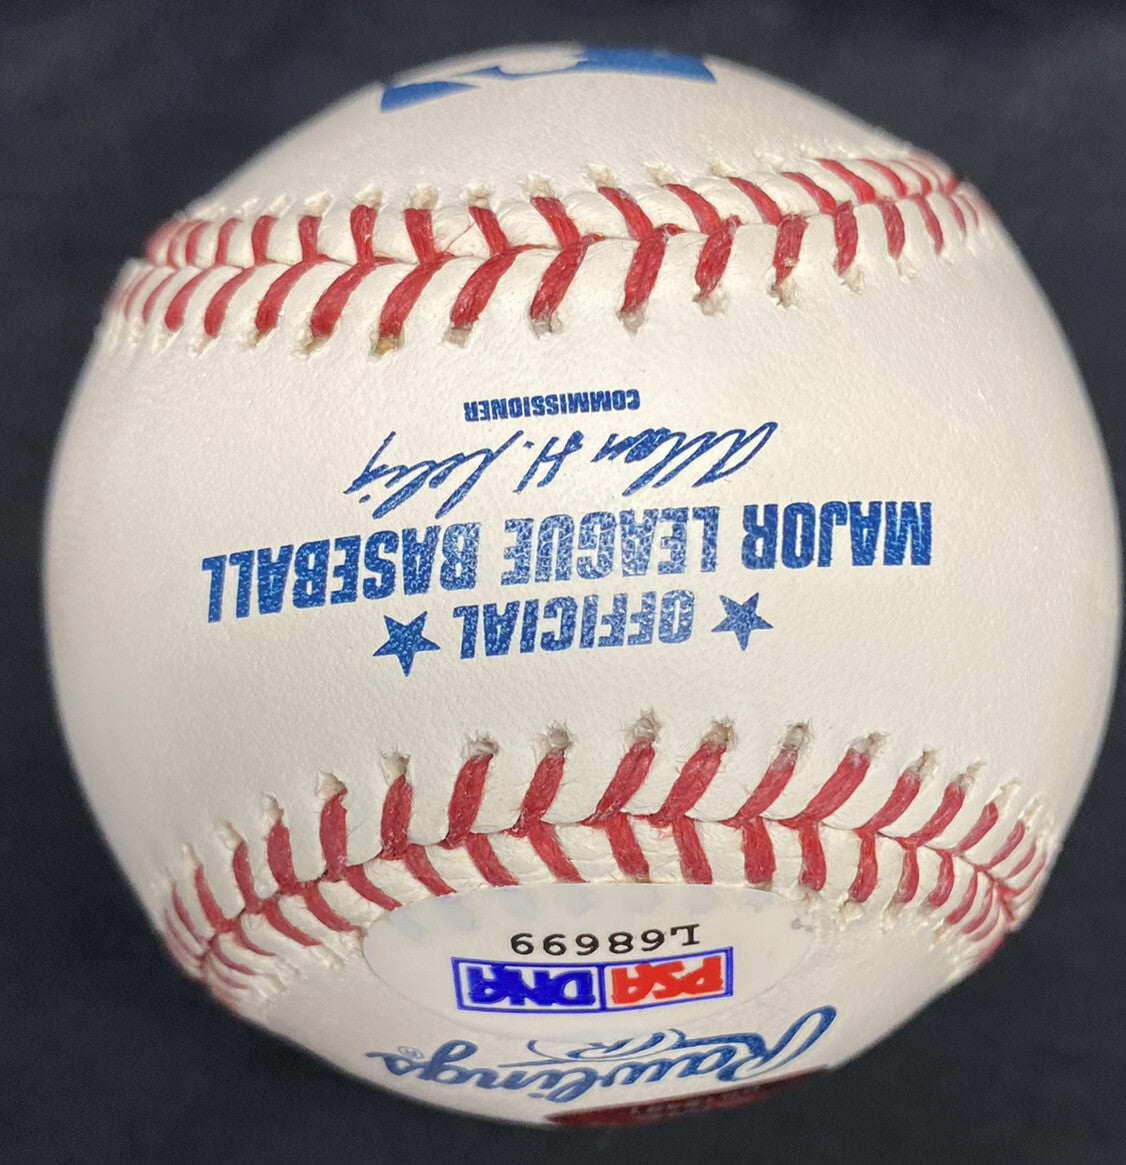 Rawlings®
PSA DNA
L68699
★ OFFICIAL ★
MAJOR LEAGUE BASEBALL
Allan H. Selig
COMMISSIONER